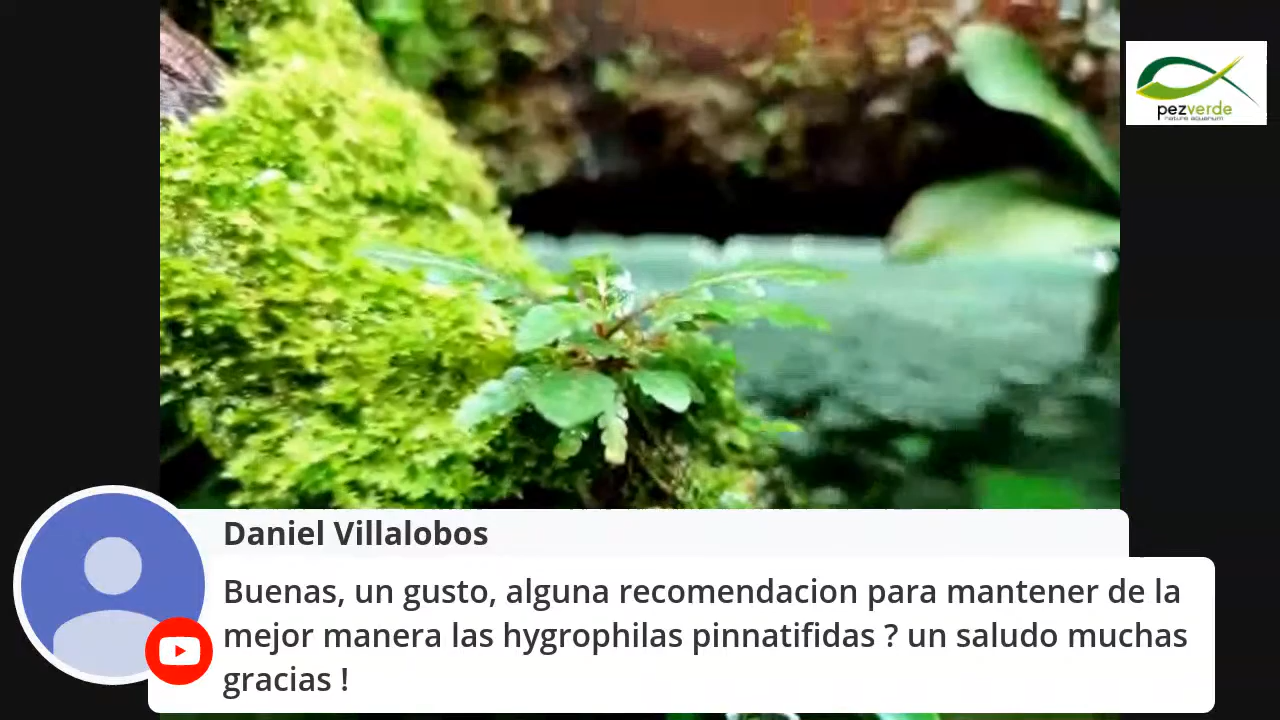 pezverde
nature aquarium
Daniel Villalobos
Buenas, un gusto, alguna recomendacion para mantener de la
mejor manera las hygrophilas pinnatifidas ? un saludo muchas
gracias !